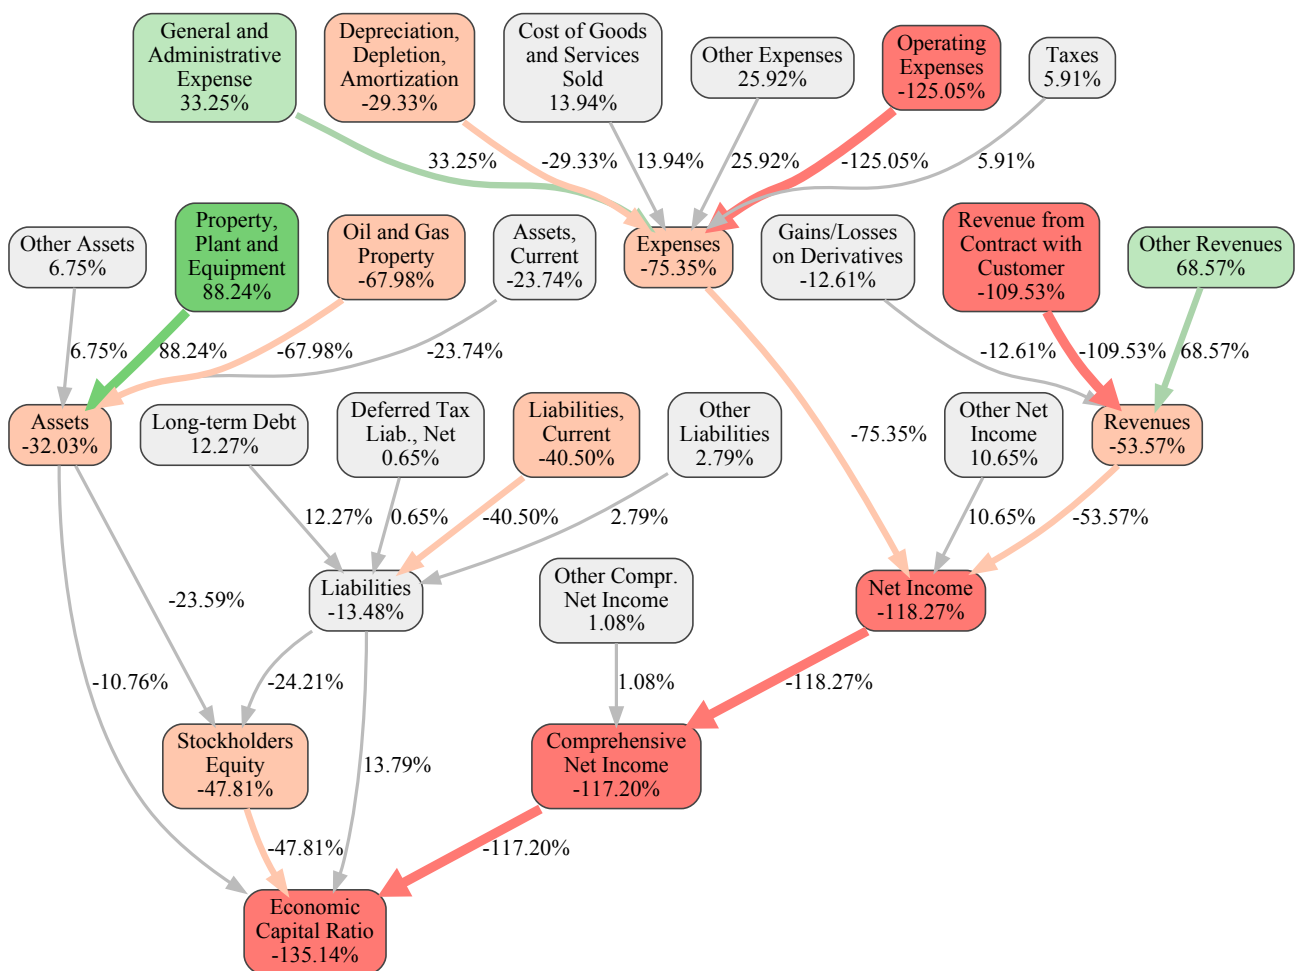 General and
Administrative
Expense
33.25%
Depreciation,
Depletion,
Amortization
-29.33%
Cost of Goods
and Services
Sold
13.94%
Other Expenses
25.92%
Operating
Expenses
-125.05%
Taxes
5.91%
33.25%
-29.33%
13.94%
25.92%
-125.05%
5.91%
Other Assets
6.75%
Property,
Plant and
Equipment
88.24%
Oil and Gas
Property
-67.98%
Assets,
Current
-23.74%
Expenses
-75.35%
Gains/Losses
on Derivatives
-12.61%
Revenue from
Contract with
Customer
-109.53%
Other Revenues
68.57%
6.75%
88.24%
-67.98%
-23.74%
-12.61%
-109.53%
68.57%
Assets
-32.03%
Long-term Debt
12.27%
Deferred Tax
Liab., Net
0.65%
Liabilities,
Current
-40.50%
Other
Liabilities
2.79%
-75.35%
Other Net
Income
10.65%
Revenues
-53.57%
12.27%
0.65%
-40.50%
2.79%
10.65%
-53.57%
-23.59%
Liabilities
-13.48%
Other Compr.
Net Income
1.08%
Net Income
-118.27%
-10.76%
-24.21%
1.08%
-118.27%
Stockholders
Equity
-47.81%
13.79%
Comprehensive
Net Income
-117.20%
-47.81%
-117.20%
Economic
Capital Ratio
-135.14%